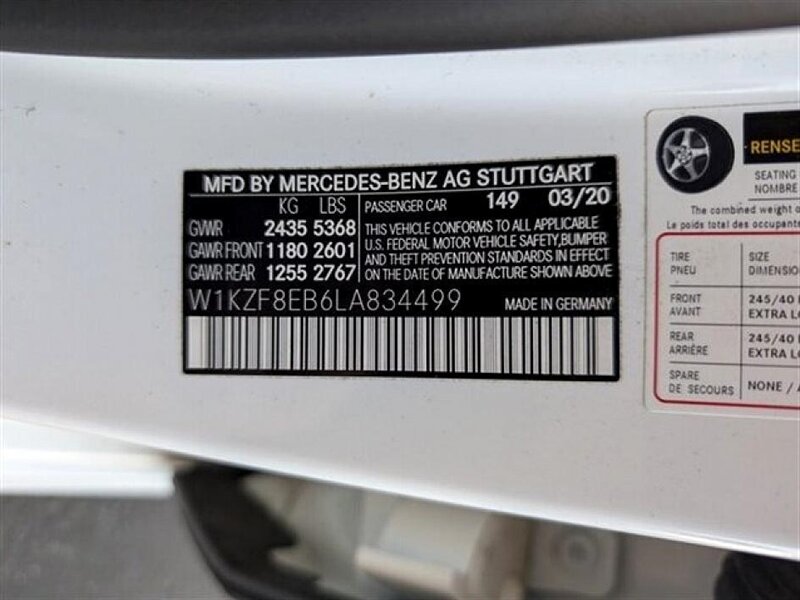 MFD BY MERCEDES-BENZ AG STUTTGART
KG LBS PASSENGER CAR 149 03/20
GVWR 2435 5368
GAWR FRONT 1180 2601
GAWR REAR 1255 2767
THIS VEHICLE CONFORMS TO ALL APPLICABLE
U.S. FEDERAL MOTOR VEHICLE SAFETY, BUMPER
AND THEFT PREVENTION STANDARDS IN EFFECT
ON THE DATE OF MANUFACTURE SHOWN ABOVE
W1KZF8EB6LA834499 MADE IN GERMANY
SEATING
NOMBRE
The combined weight of
Le poids total des occupants
TIRE SIZE
PNEU DIMENSION
FRONT 245/40
AVANT EXTRA
REAR 245/40
ARRIÈRE EXTRA
SPARE NONE /
DE SECOURS